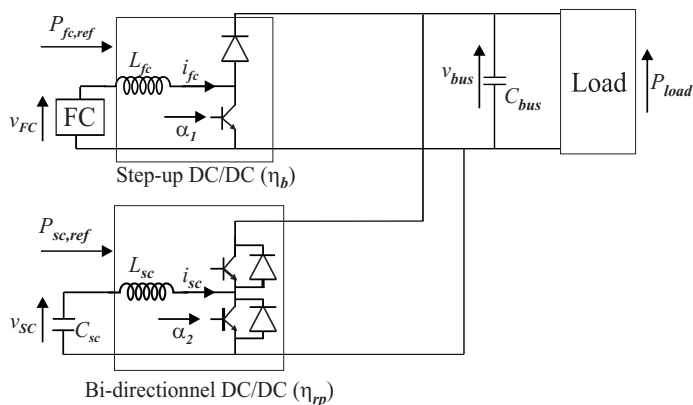 P_fc,ref
L_fc
i_fc
v_FC
FC
α_1
v_bus
C_bus
Load
P_load
Step-up DC/DC (η_b)
P_sc,ref
L_sc
i_sc
v_SC
C_sc
α_2
Bi-directionnel DC/DC (η_rp)